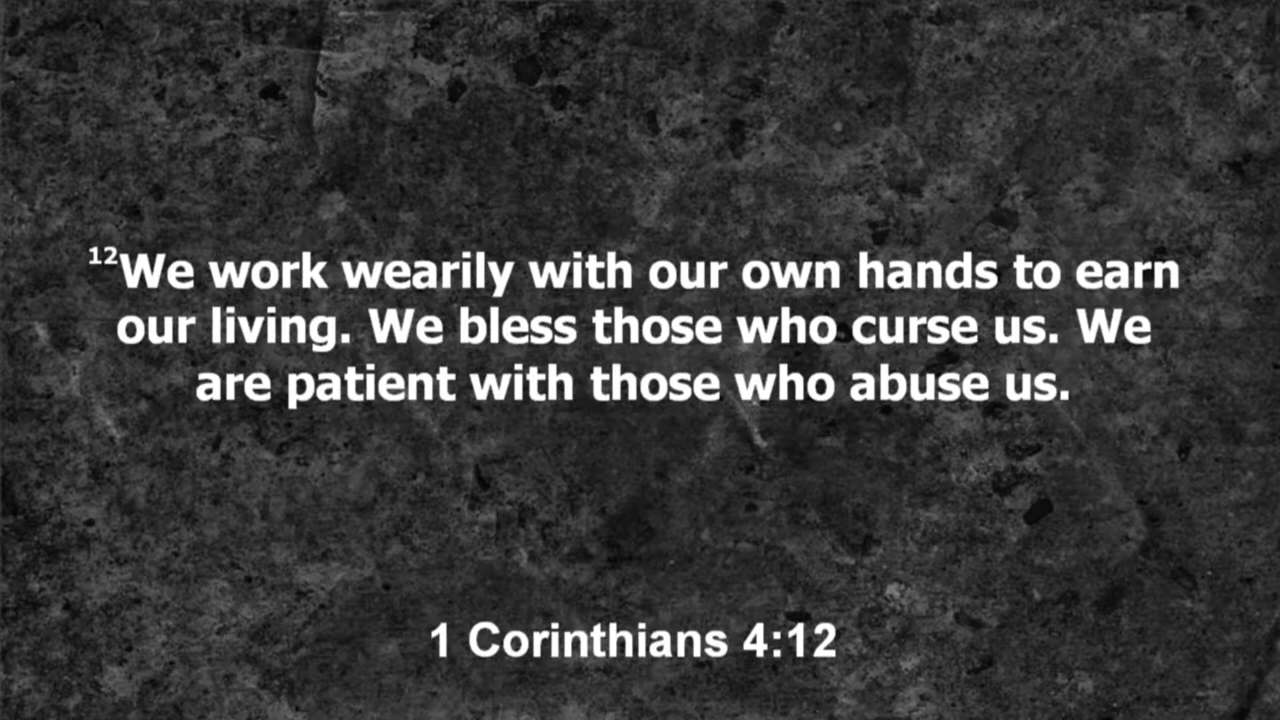 12We work wearily with our own hands to earn
our living. We bless those who curse us. We
are patient with those who abuse us.
1 Corinthians 4:12